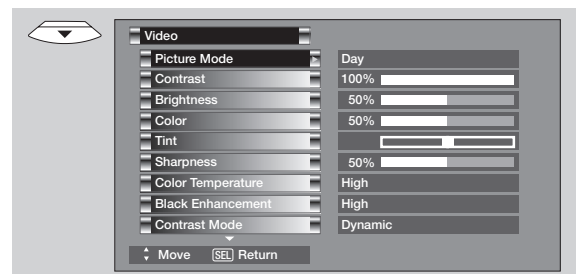 Video
Picture Mode Day
Contrast 100%
Brightness 50%
Color 50%
Tint
Sharpness 50%
Color Temperature High
Black Enhancement High
Contrast Mode Dynamic
Move SEL Return